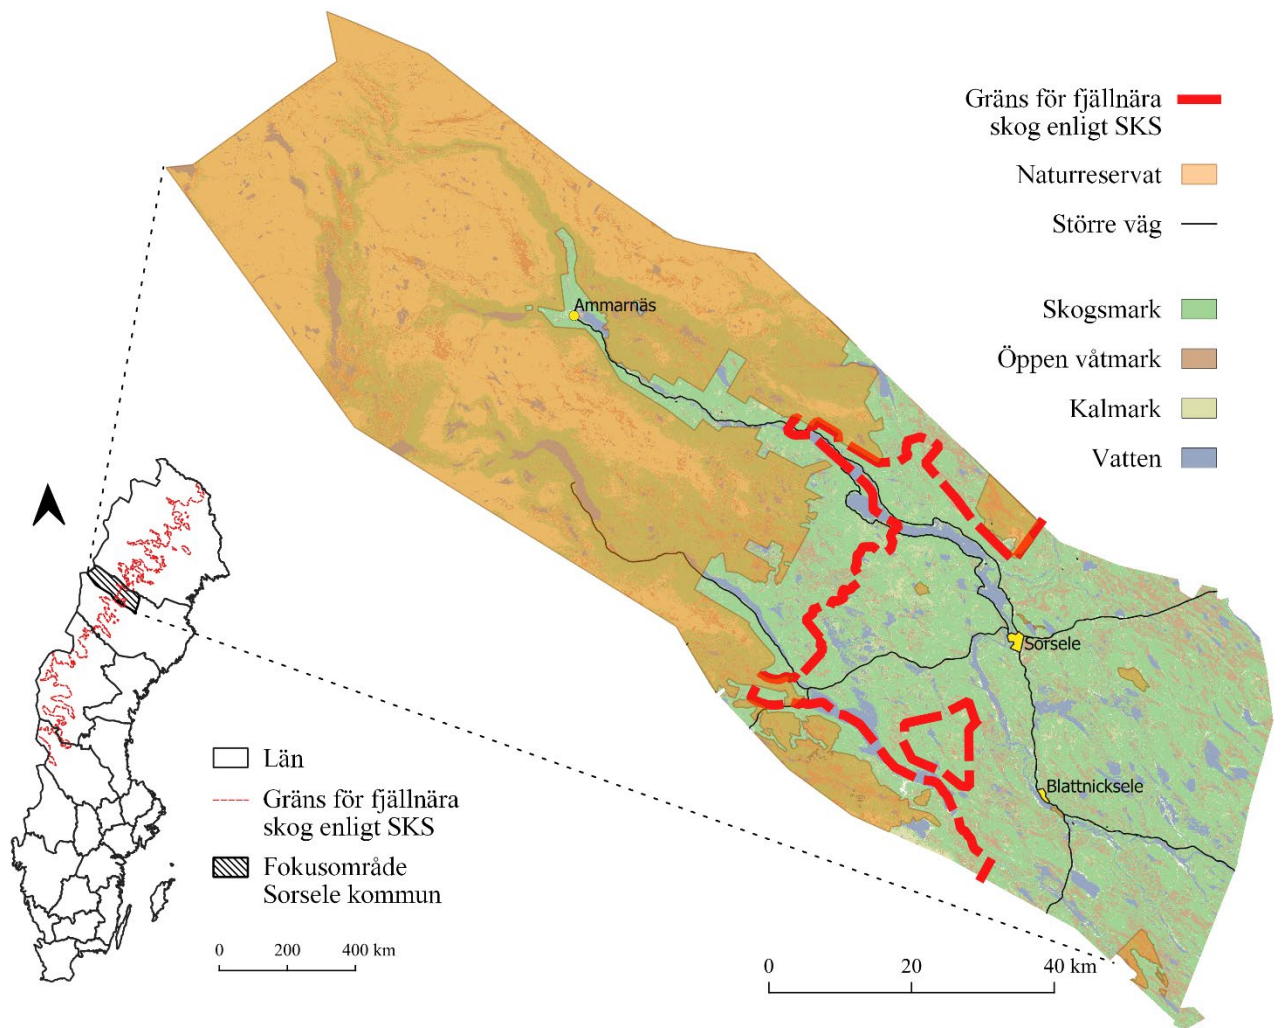 Gräns för fjällnära
skog enligt SKS
Naturreservat
Större väg
Skogsmark
Öppen våtmark
Kalmark
Vatten
Ammarnäs
Sorsele
Blattnicksele
Län
Gräns för fjällnära
skog enligt SKS
Fokusområde
Sorsele kommun
0 200 400 km
0 20 40 km